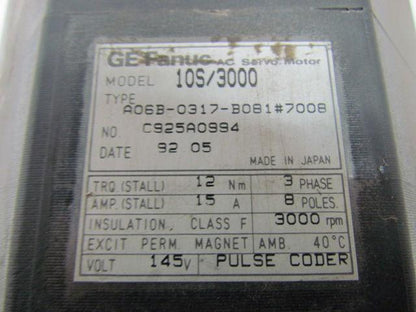 GE Fanuc AC Servo Motor
MODEL 10S/3000
TYPE
A06B-0317-B081#7008
NO C925A0994
DATE 92 05
MADE IN JAPAN
TRQ.(STALL) 12 Nm 3 PHASE
AMP.(STALL) 15 A 8 POLES.
INSULATION, CLASS F 3000 rpm
EXCIT PERM MAGNET AMB. 40°C
VOLT 145V PULSE CODER